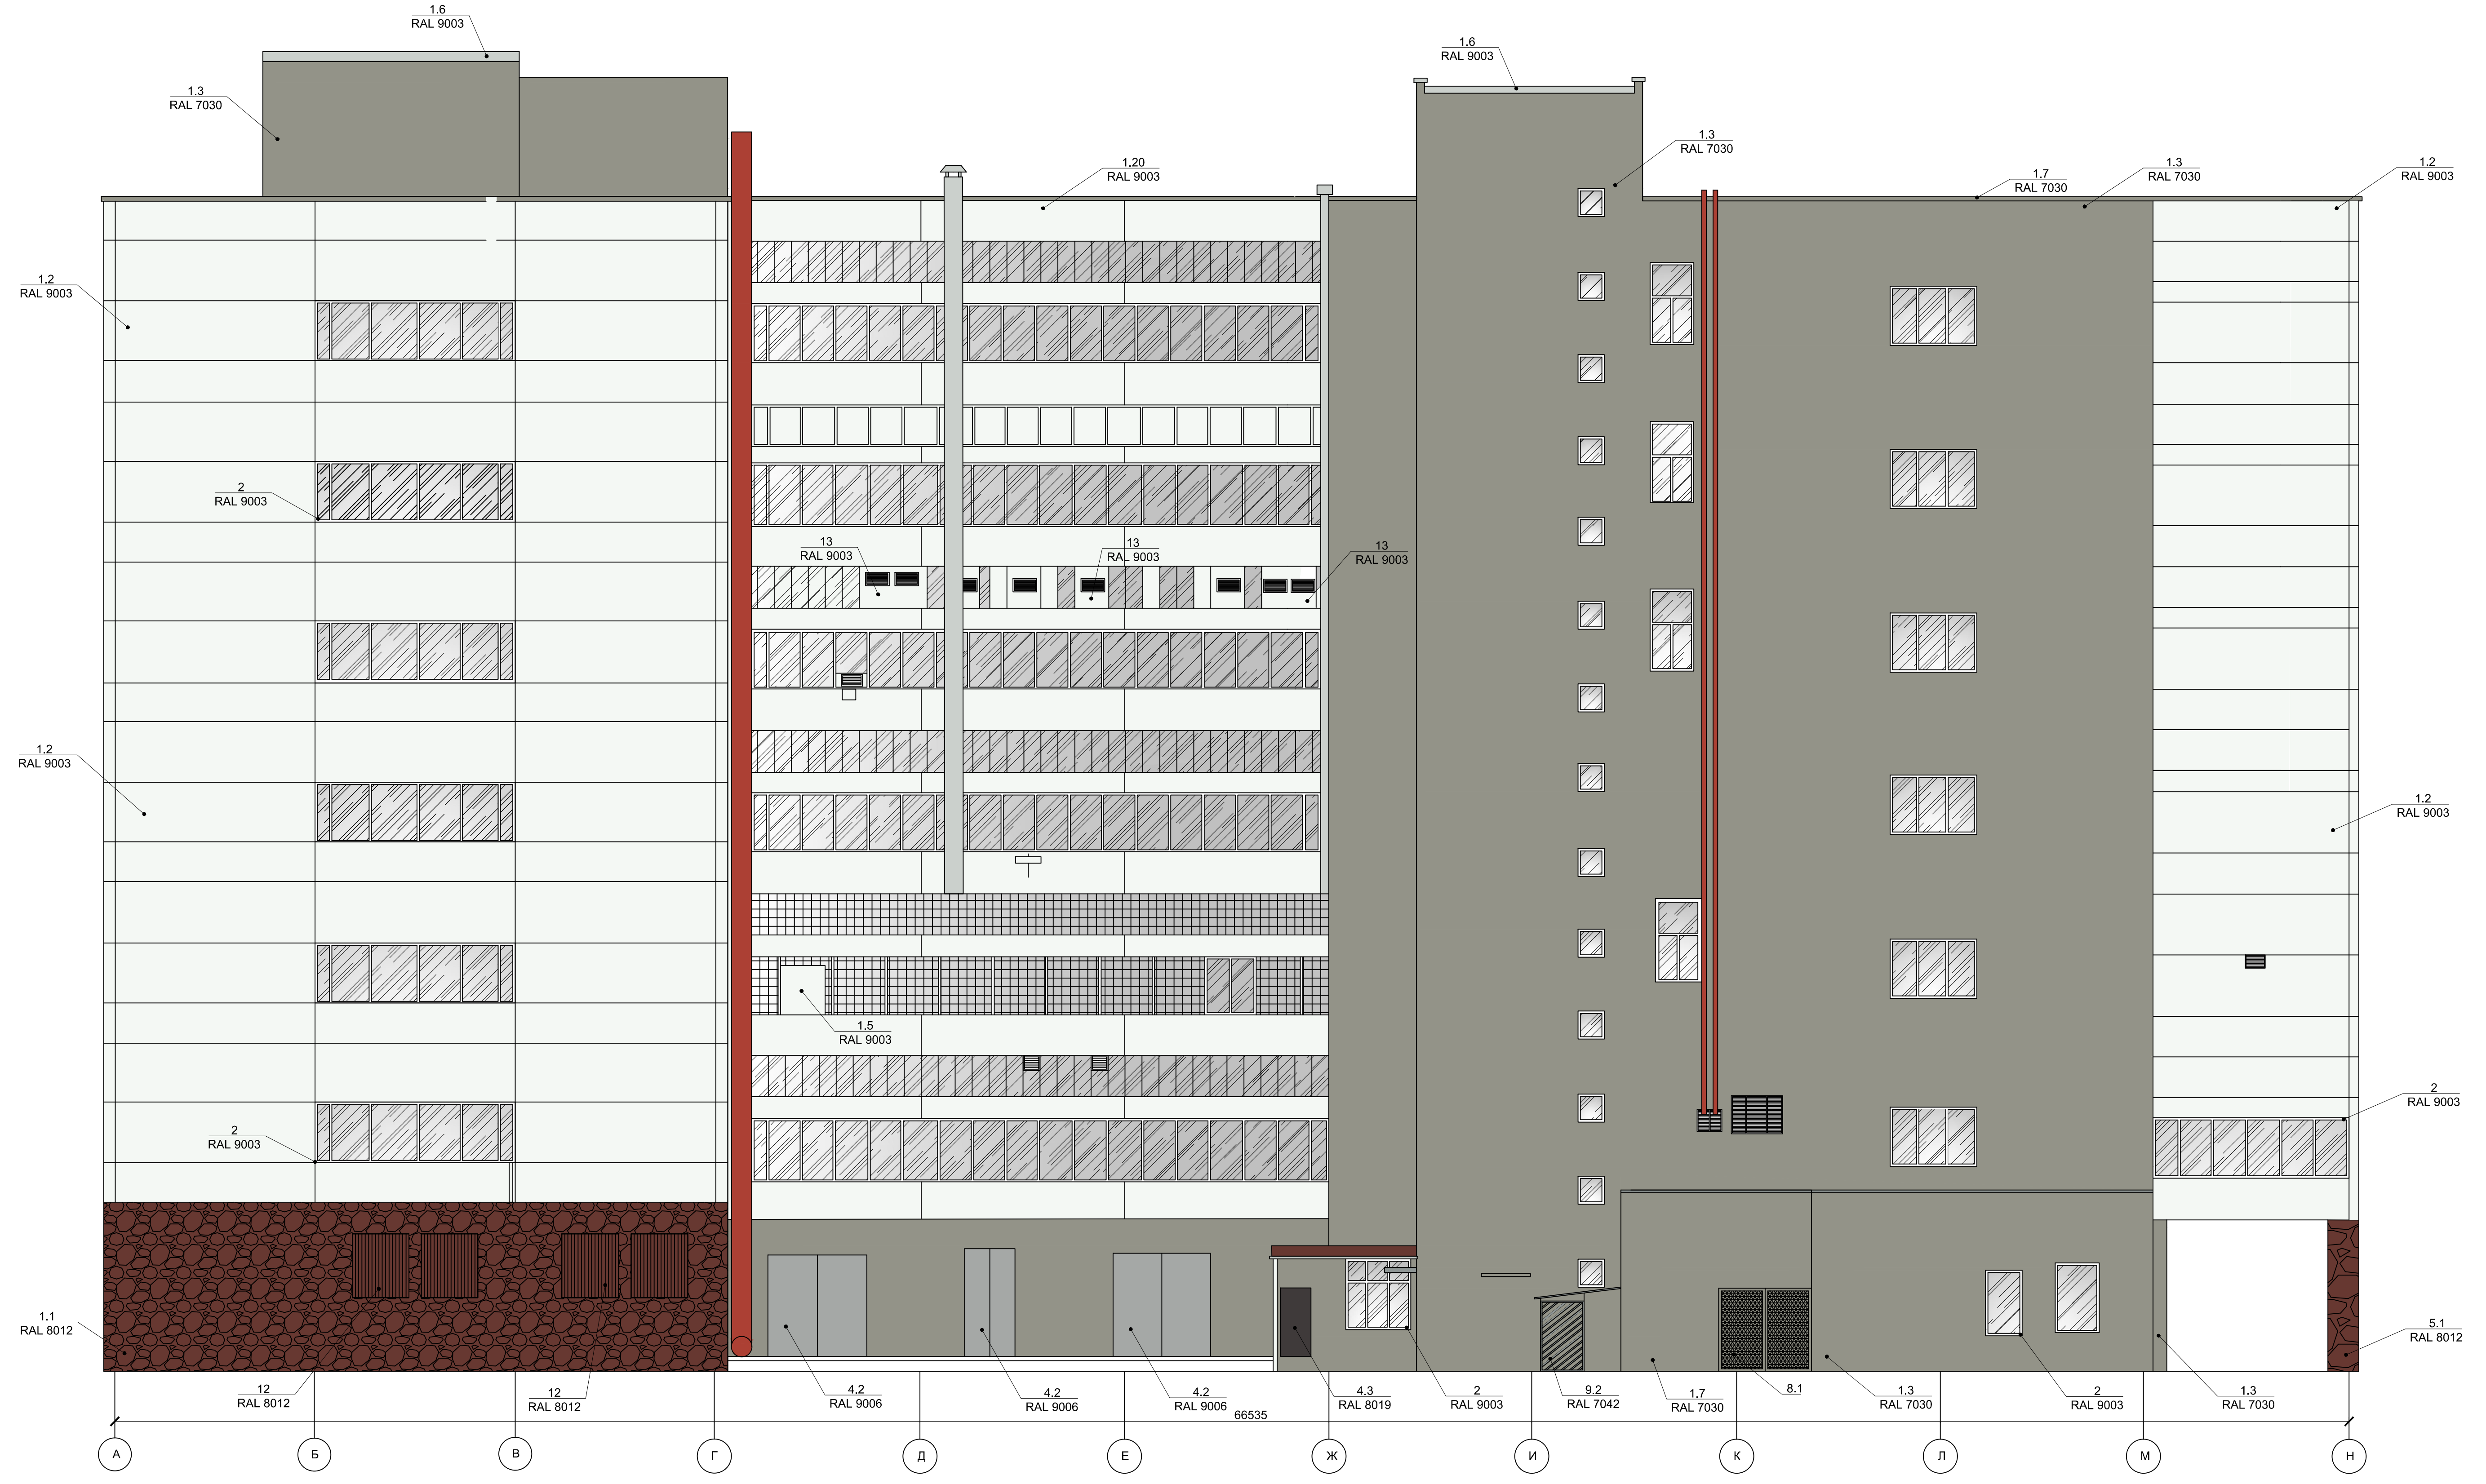 1.6
RAL 9003
1.6
RAL 9003
1.3
RAL 7030
1.3
RAL 7030
1.20
RAL 9003
1.7
RAL 7030
1.3
RAL 7030
1.2
RAL 9003
1.2
RAL 9003
2
RAL 9003
13
RAL 9003
13
RAL 9003
13
RAL 9003
1.2
RAL 9003
1.2
RAL 9003
1.5
RAL 9003
2
RAL 9003
2
RAL 9003
1.1
RAL 8012
5.1
RAL 8012
12
RAL 8012
12
RAL 8012
4.2
RAL 9006
4.2
RAL 9006
4.2
RAL 9006
4.3
RAL 8019
2
RAL 9003
9.2
RAL 7042
1.7
RAL 7030
8.1
1.3
RAL 7030
2
RAL 9003
1.3
RAL 7030
66535
А
Б
В
Г
Д
Е
Ж
И
К
Л
М
Н